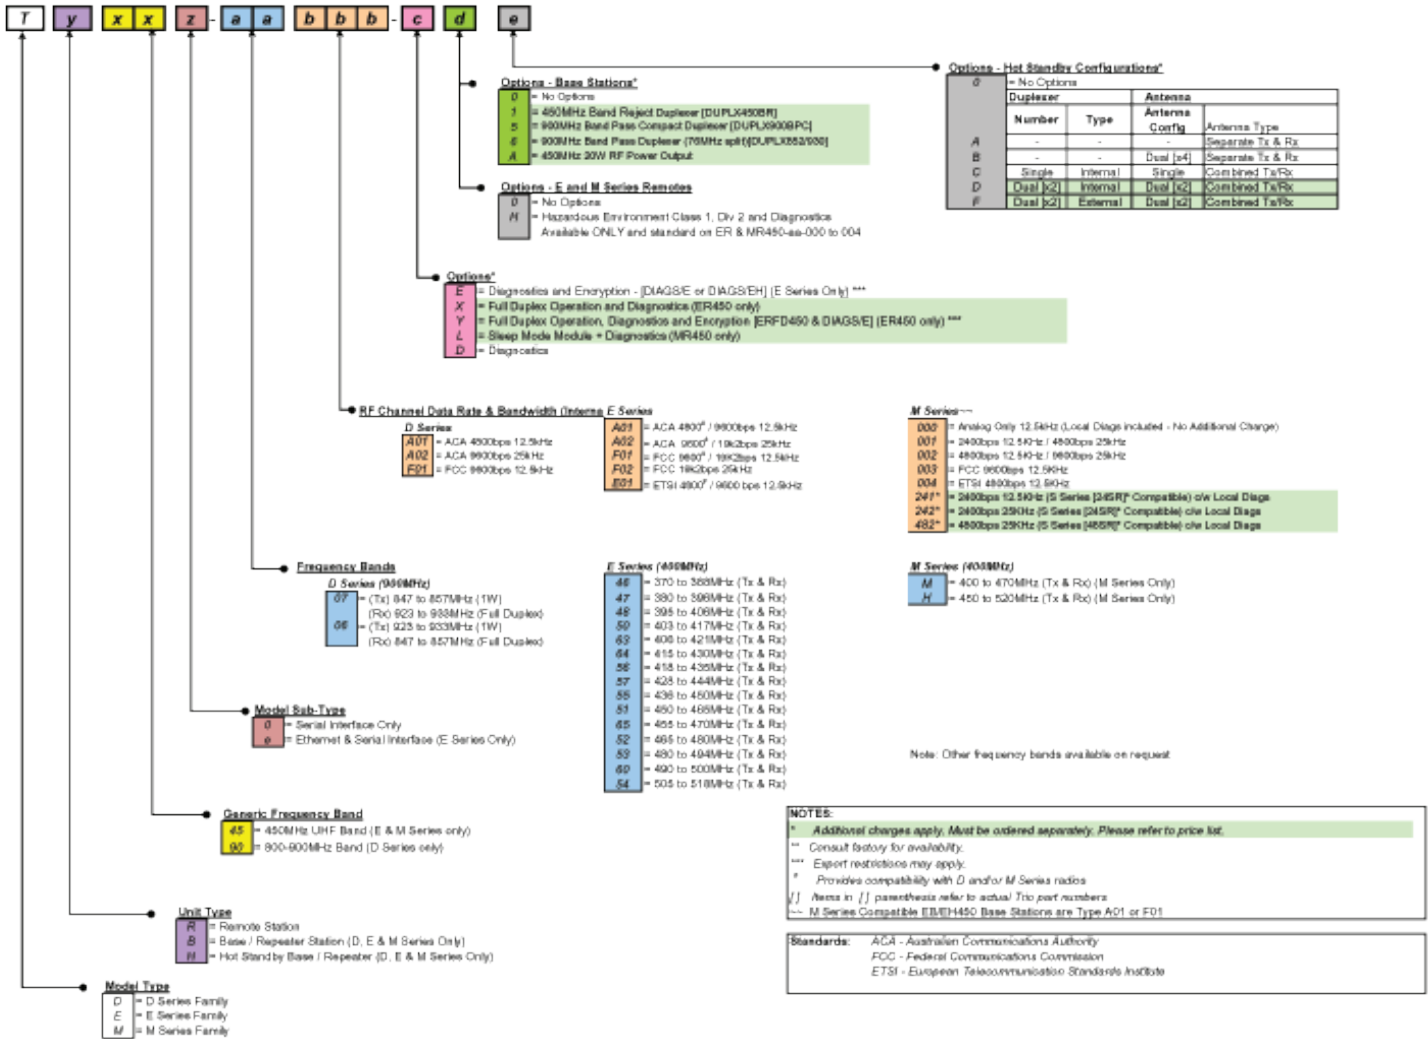 T y x x z - a a b b b - c d e
Options - Hot Standby Configurations*
0 = No Options
Duplexer Antenna
Number Type Antenna Config Antenna Type
A - - - Separate Tx & Rx
B - - Dual [x4] Separate Tx & Rx
C Single Internal Single Combined Tx/Rx
D Dual [x2] Internal Dual [x2] Combined Tx/Rx
F Dual [x2] External Dual [x2] Combined Tx/Rx
Options - Base Stations*
0 = No Options
1 = 450MHz Band Reject Duplexer [DUPLX450BR]
5 = 900MHz Band Pass Compact Duplexer [DUPLX900BPC]
6 = 900MHz Band Pass Duplexer (76MHz split)[DUPLX852/930]
A = 450MHz 20W RF Power Output
Options - E and M Series Remotes
0 = No Options
H = Hazardous Environment Class 1, Div 2 and Diagnostics
Available ONLY and standard on ER & MR450-aa-000 to 004
Options*
E = Diagnostics and Encryption - [DIAGS/E or DIAGS/EH] (E Series Only) ***
X = Full Duplex Operation and Diagnostics (ER450 only)
Y = Full Duplex Operation, Diagnostics and Encryption [ERFD450 & DIAGS/E] (ER450 only) ***
L = Sleep Mode Module + Diagnostics (MR450 only)
D = Diagnostics
RF Channel Data Rate & Bandwidth (Interna
D Series
A01 = ACA 4800bps 12.5kHz
A02 = ACA 9600bps 25kHz
F01 = FCC 9600bps 12.5kHz
E Series
A01 = ACA 4800# / 9600bps 12.5kHz
A02 = ACA 9600# / 19k2bps 25kHz
F01 = FCC 9600# / 19K2bps 12.5kHz
F02 = FCC 19k2bps 25kHz
E01 = ETSI 4800# / 9600 bps 12.5kHz
M Series~~
000 = Analog Only 12.5kHz (Local Diags included - No Additional Charge)
001 = 2400bps 12.5KHz / 4800bps 25kHz
002 = 4800bps 12.5KHz / 9600bps 25kHz
003 = FCC 9600bps 12.5kHz
004 = ETSI 4800bps 12.5KHz
241* = 2400bps 12.5KHz (S Series [24SR]* Compatible) c/w Local Diags
242* = 2400bps 25KHz (S Series [24SR]* Compatible) c/w Local Diags
482* = 4800bps 25KHz (S Series [48SR]* Compatible) c/w Local Diags
Frequency Bands
D Series (900MHz)
07 = (Tx) 847 to 857MHz (1W)
(Rx) 923 to 933MHz (Full Duplex)
06 = (Tx) 923 to 933MHz (1W)
(Rx) 847 to 857MHz (Full Duplex)
E Series (400MHz)
46 = 370 to 388MHz (Tx & Rx)
47 = 380 to 396MHz (Tx & Rx)
48 = 395 to 406MHz (Tx & Rx)
50 = 403 to 417MHz (Tx & Rx)
63 = 406 to 421MHz (Tx & Rx)
64 = 415 to 430MHz (Tx & Rx)
56 = 418 to 435MHz (Tx & Rx)
57 = 428 to 444MHz (Tx & Rx)
55 = 436 to 450MHz (Tx & Rx)
51 = 450 to 465MHz (Tx & Rx)
65 = 455 to 470MHz (Tx & Rx)
52 = 465 to 480MHz (Tx & Rx)
53 = 480 to 494MHz (Tx & Rx)
60 = 490 to 500MHz (Tx & Rx)
54 = 505 to 518MHz (Tx & Rx)
M Series (400MHz)
M = 400 to 470MHz (Tx & Rx) (M Series Only)
H = 450 to 520MHz (Tx & Rx) (M Series Only)
Note: Other frequency bands available on request
Model Sub-Type
0 = Serial Interface Only
e = Ethernet & Serial Interface (E Series Only)
Generic Frequency Band
45 = 450MHz UHF Band (E & M Series only)
90 = 800-900MHz Band (D Series only)
Unit Type
R = Remote Station
B = Base / Repeater Station (D, E & M Series Only)
H = Hot Standby Base / Repeater (D, E & M Series Only)
Model Type
D = D Series Family
E = E Series Family
M = M Series Family
NOTES:
* Additional charges apply. Must be ordered separately. Please refer to price list.
** Consult factory for availability.
*** Export restrictions may apply.
# Provides compatibility with D and/or M Series radios
[ ] Items in [ ] parenthesis refer to actual Trio part numbers
~~ M Series Compatible EB/EH450 Base Stations are Type A01 or F01
Standards: ACA - Australian Communications Authority
FCC - Federal Communications Commission
ETSI - European Telecommunication Standards Institute